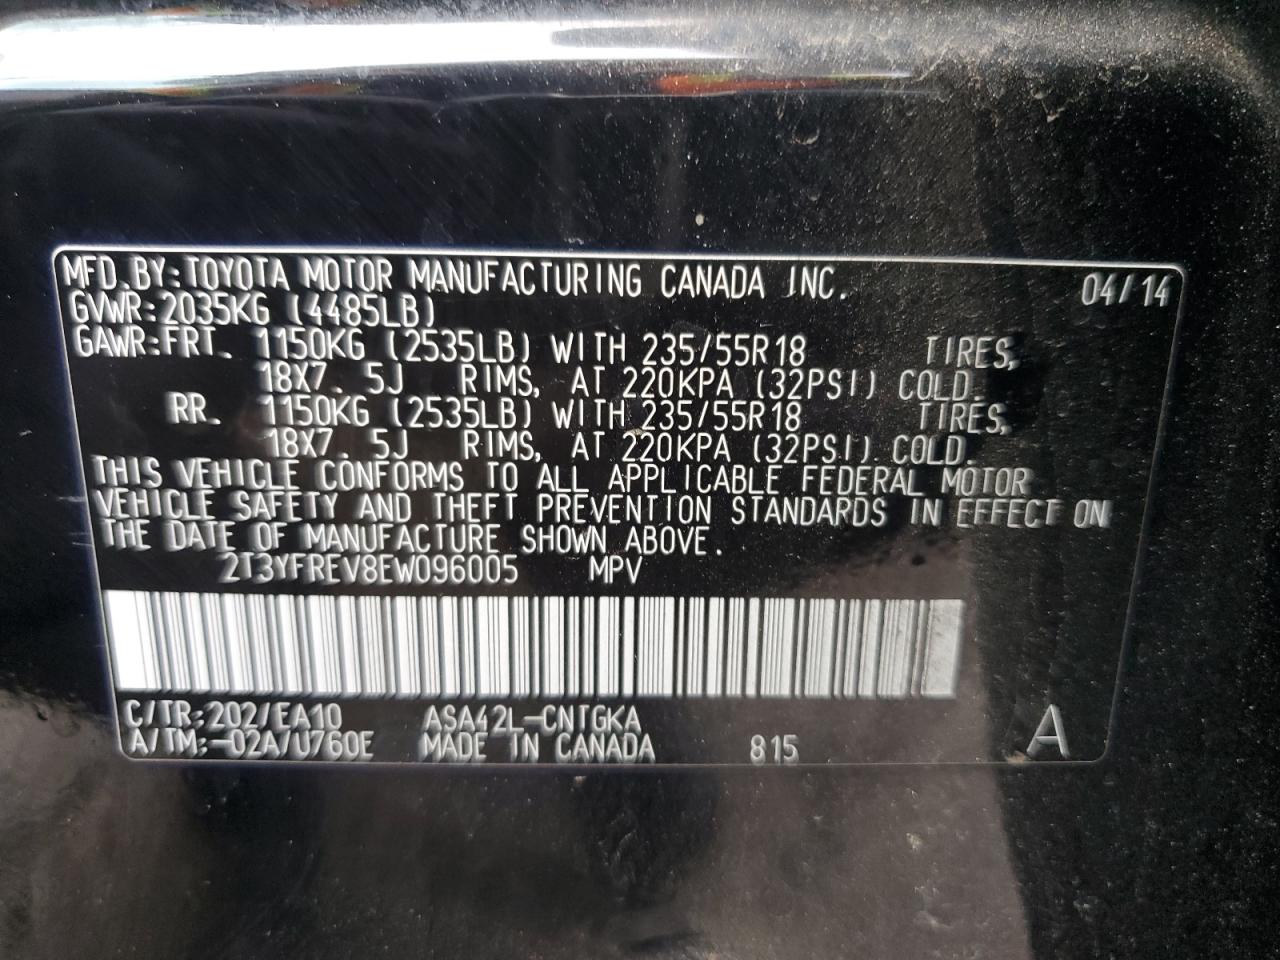 MFD.BY:TOYOTA MOTOR MANUFACTURING CANADA INC. 04/14
GVWR:2035KG (4485LB)
GAWR:FRT. 1150KG (2535LB) WITH 235/55R18 TIRES,
18X7.5J RIMS, AT 220KPA (32PSI) COLD.
RR. 1150KG (2535LB) WITH 235/55R18 TIRES,
18X7.5J RIMS, AT 220KPA (32PSI) COLD.
THIS VEHICLE CONFORMS TO ALL APPLICABLE FEDERAL MOTOR
VEHICLE SAFETY AND THEFT PREVENTION STANDARDS IN EFFECT ON
THE DATE OF MANUFACTURE SHOWN ABOVE.
2T3YFREV8EW096005 MPV
C/TR:202/EA10 ASA42L-CNTGKA
A/TM:-02A/U760E MADE IN CANADA 815 A